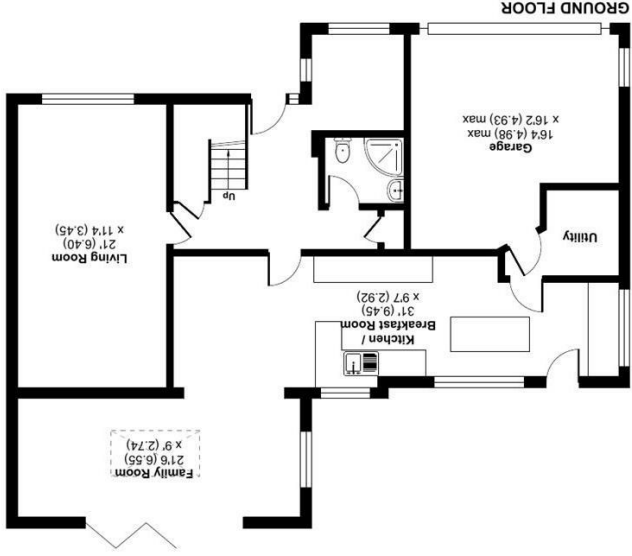 Family Room
21'6 (6.55)
x 9' (2.74)
Kitchen /
Breakfast Room
31' (9.45)
x 9'7 (2.92)
Living Room
21' (6.40)
x 11'4 (3.45)
Utility
Up
Garage
16'4 (4.98) max
x 16'2 (4.93) max
GROUND FLOOR